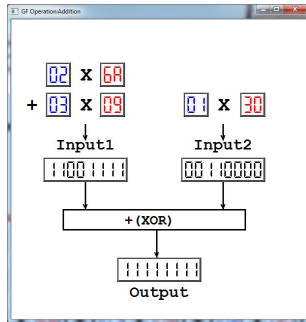 GF OperationAddition
02 X 6A
+ 03 X 09
01 X 30
Input1
Input2
11001111
00110000
+(XOR)
11111111
Output